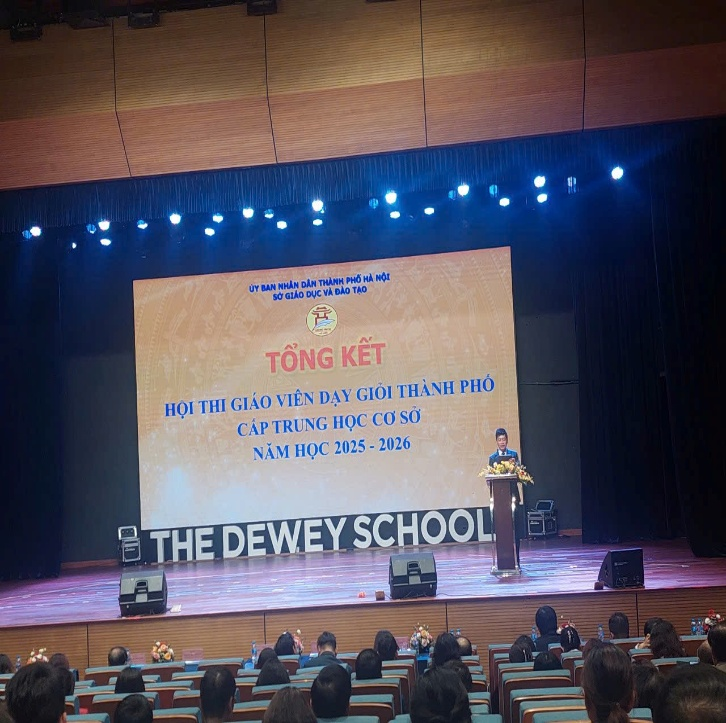 ỦY BAN NHÂN DÂN THÀNH PHỐ HÀ NỘI
SỞ GIÁO DỤC VÀ ĐÀO TẠO
TỔNG KẾT
HỘI THI GIÁO VIÊN DẠY GIỎI THÀNH PHỐ
CẤP TRUNG HỌC CƠ SỞ
NĂM HỌC 2025 - 2026
THE DEWEY SCHOOL